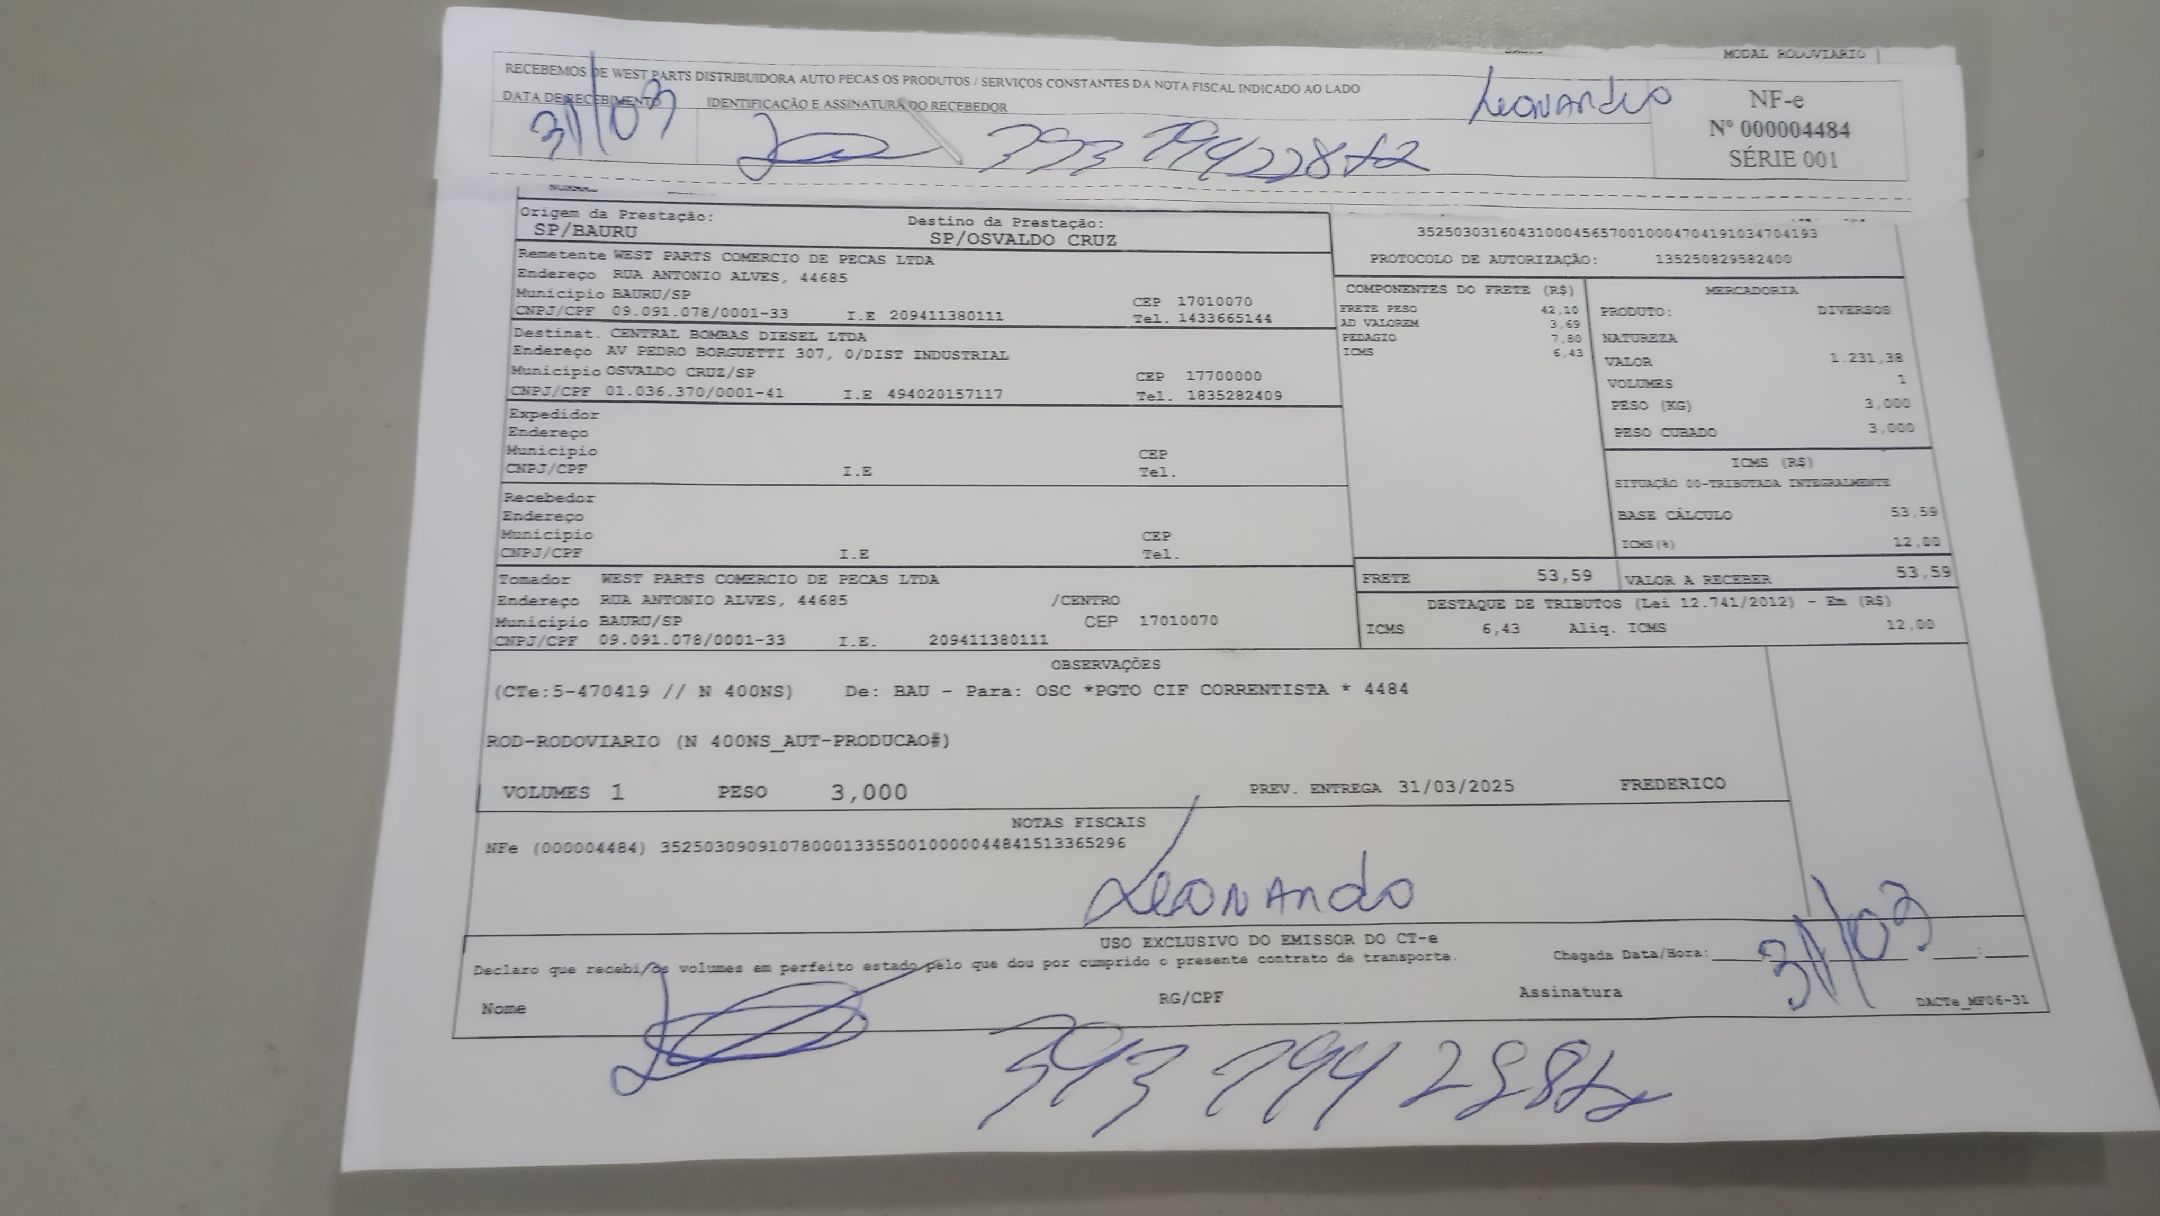 MODAL RODOVIARIO
RECEBEMOS DE WEST PARTS DISTRIBUIDORA AUTO PECAS OS PRODUTOS / SERVIÇOS CONSTANTES DA NOTA FISCAL INDICADO AO LADO
DATA DE RECEBIMENTO IDENTIFICAÇÃO E ASSINATURA DO RECEBEDOR
31/03
Leonando
NF-e
Nº 000004484
SÉRIE 001
Origem da Prestação: Destino da Prestação:
SP/BAURU SP/OSVALDO CRUZ
35250303160431000456570010004704191034704193
PROTOCOLO DE AUTORIZAÇÃO: 135250829582400
Remetente WEST PARTS COMERCIO DE PECAS LTDA
Endereço RUA ANTONIO ALVES, 44685
Municipio BAURU/SP CEP 17010070
CNPJ/CPF 09.091.078/0001-33 I.E 209411380111 Tel. 1433665144
Destinat. CENTRAL BOMBAS DIESEL LTDA
Endereço AV PEDRO BORGUETTI 307, 0/DIST INDUSTRIAL
Municipio OSVALDO CRUZ/SP CEP 17700000
CNPJ/CPF 01.036.370/0001-41 I.E 494020157117 Tel. 1835282409
Expedidor
Endereço
Municipio CEP
CNPJ/CPF I.E Tel.
Recebedor
Endereço
Municipio CEP
CNPJ/CPF I.E Tel.
Tomador WEST PARTS COMERCIO DE PECAS LTDA
Endereço RUA ANTONIO ALVES, 44685 /CENTRO
Município BAURU/SP CEP 17010070
CNPJ/CPF 09.091.078/0001-33 I.E. 209411380111
COMPONENTES DO FRETE (R$)
FRETE PESO 42,10
AD VALOREM 3,69
PEDAGIO 7,80
ICMS 6,43
MERCADORIA
PRODUTO: DIVERSOS
NATUREZA
VALOR 1.231,38
VOLUMES 1
PESO (KG) 3,000
PESO CUBADO 3,000
ICMS (R$)
SITUAÇÃO 00-TRIBUTADA INTEGRALMENTE
BASE CÁLCULO 53,59
ICMS(%) 12,00
FRETE 53,59 VALOR A RECEBER 53,59
DESTAQUE DE TRIBUTOS (Lei 12.741/2012) - Em (R$)
ICMS 6,43 Aliq. ICMS 12,00
OBSERVAÇÕES
(CTe:5-470419 // N 400NS) De: BAU - Para: OSC *PGTO CIF CORRENTISTA * 4484
ROD-RODOVIARIO (N 400NS_AUT-PRODUCAO#)
VOLUMES 1 PESO 3,000 PREV. ENTREGA 31/03/2025 FREDERICO
NOTAS FISCAIS
NFe (000004484) 35250309091078000133550010000044841513365296
Leonando
USO EXCLUSIVO DO EMISSOR DO CT-e
Declaro que recebi os volumes em perfeito estado pelo que dou por cumprido o presente contrato de transporte. Chegada Data/Hora: 31/03 :
Nome RG/CPF Assinatura DACTe_MF06-31